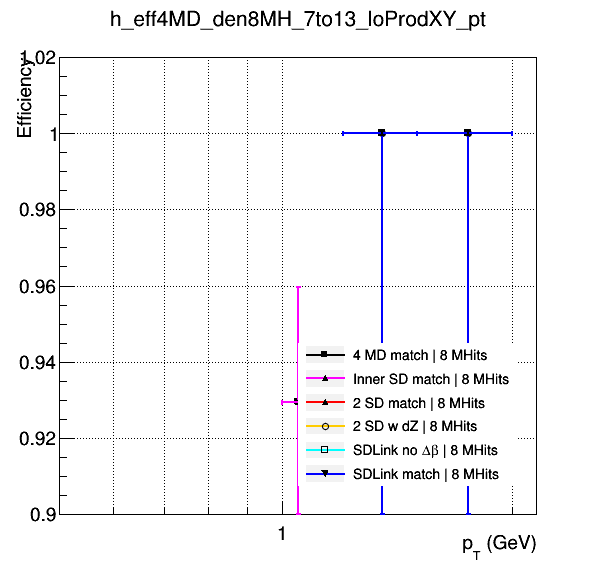 h_eff4MD_den8MH_7to13_loProdXY_pt
Efficiency
1.02
1
0.98
0.96
0.94
0.92
0.9
4 MD match | 8 MHits
Inner SD match | 8 MHits
2 SD match | 8 MHits
2 SD w dZ | 8 MHits
SDLink no Δβ | 8 MHits
SDLink match | 8 MHits
1
p_T (GeV)